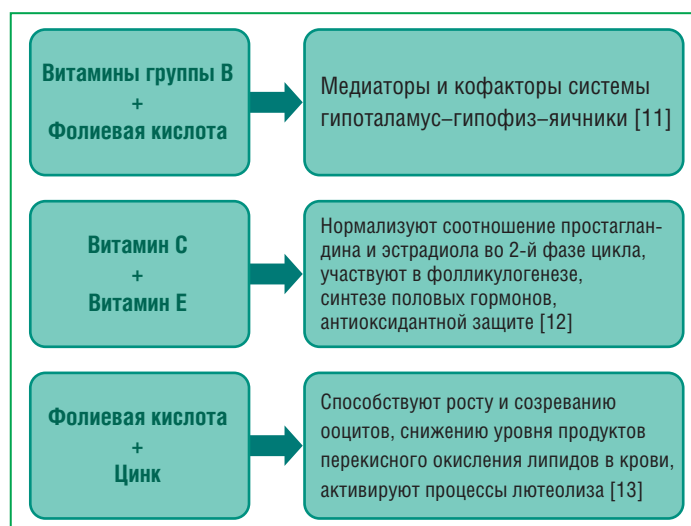 Витамины группы В
+
Фолиевая кислота
Медиаторы и кофакторы системы
гипоталамус–гипофиз–яичники [11]
Витамин С
+
Витамин Е
Нормализуют соотношение простаглан-
дина и эстрадиола во 2-й фазе цикла,
участвуют в фолликулогенезе,
синтезе половых гормонов,
антиоксидантной защите [12]
Фолиевая кислота
+
Цинк
Способствуют росту и созреванию
ооцитов, снижению уровня продуктов
перекисного окисления липидов в крови,
активируют процессы лютеолиза [13]